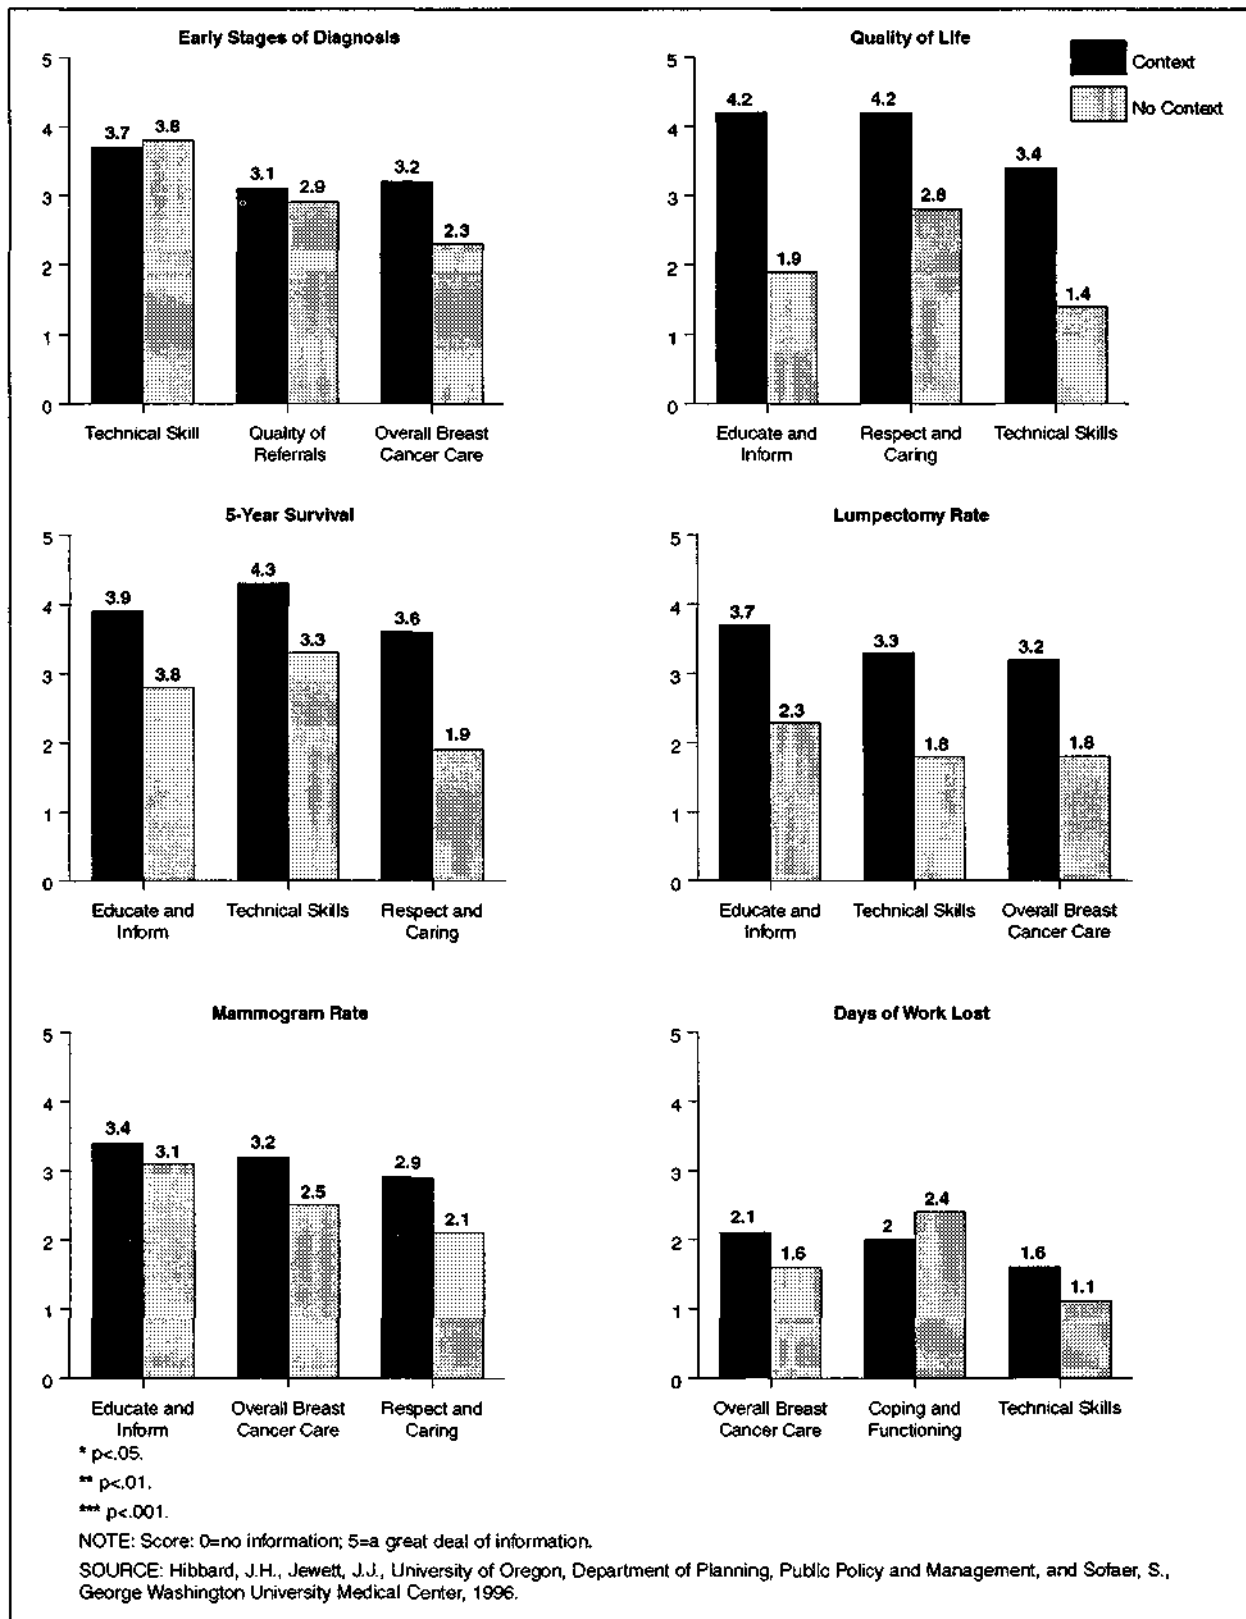 Early Stages of Diagnosis
5
4
3
2
1
0
3.7
3.8
3.1
2.9
3.2
2.3
Technical Skill
Quality of
Referrals
Overall Breast
Cancer Care
Quality of Life
Context
No Context
5
4
3
2
1
0
4.2
1.9
4.2
2.8
3.4
1.4
Educate and
Inform
Respect and
Caring
Technical Skills
5-Year Survival
5
4
3
2
1
0
3.9
3.8
4.3
3.3
3.6
1.9
Educate and
Inform
Technical Skills
Respect and
Caring
Lumpectomy Rate
5
4
3
2
1
0
3.7
2.3
3.3
1.8
3.2
1.8
Educate and
Inform
Technical Skills
Overall Breast
Cancer Care
Mammogram Rate
5
4
3
2
1
0
3.4
3.1
3.2
2.5
2.9
2.1
Educate and
Inform
Overall Breast
Cancer Care
Respect and
Caring
Days of Work Lost
5
4
3
2
1
0
2.1
1.6
2
2.4
1.6
1.1
Overall Breast
Cancer Care
Coping and
Functioning
Technical Skills
* p<.05.
** p<.01.
*** p<.001.
NOTE: Score: 0=no information; 5=a great deal of information.
SOURCE: Hibbard, J.H., Jewett, J.J., University of Oregon, Department of Planning, Public Policy and Management, and Sofaer, S.,
George Washington University Medical Center, 1996.